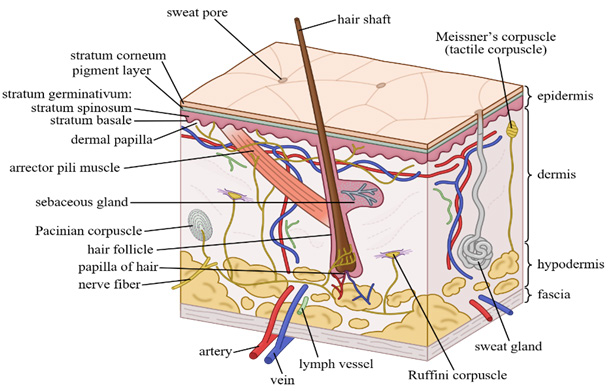 sweat pore
hair shaft
Meissner's corpuscle
(tactile corpuscle)
stratum corneum
pigment layer
stratum germinativum:
stratum spinosum
stratum basale
dermal papilla
arrector pili muscle
sebaceous gland
Pacinian corpuscle
hair follicle
papilla of hair
nerve fiber
epidermis
dermis
hypodermis
fascia
artery
vein
lymph vessel
Ruffini corpuscle
sweat gland